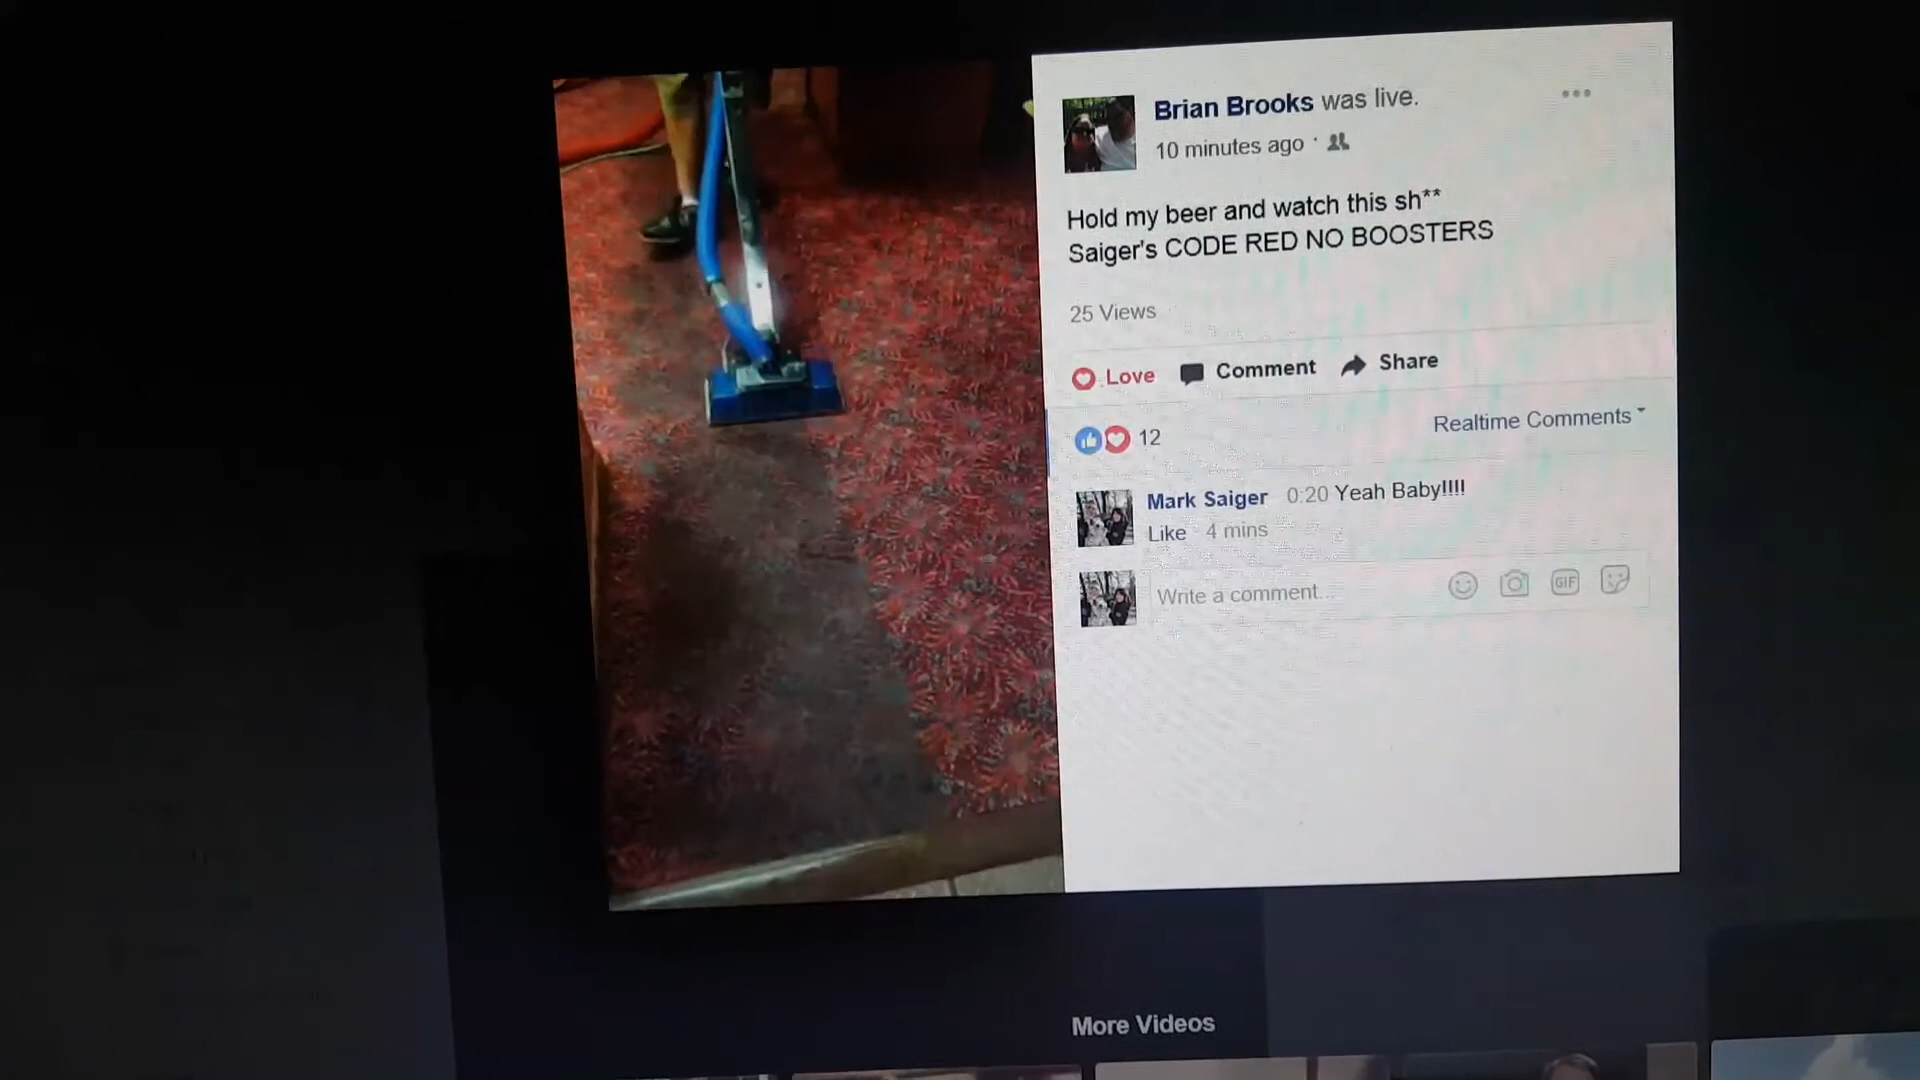 Brian Brooks was live.
10 minutes ago ·
Hold my beer and watch this sh**
Saiger's CODE RED NO BOOSTERS
25 Views
Love Comment Share
12 Realtime Comments
Mark Saiger 0:20 Yeah Baby!!!!
Like · 4 mins
Write a comment...
GIF
More Videos